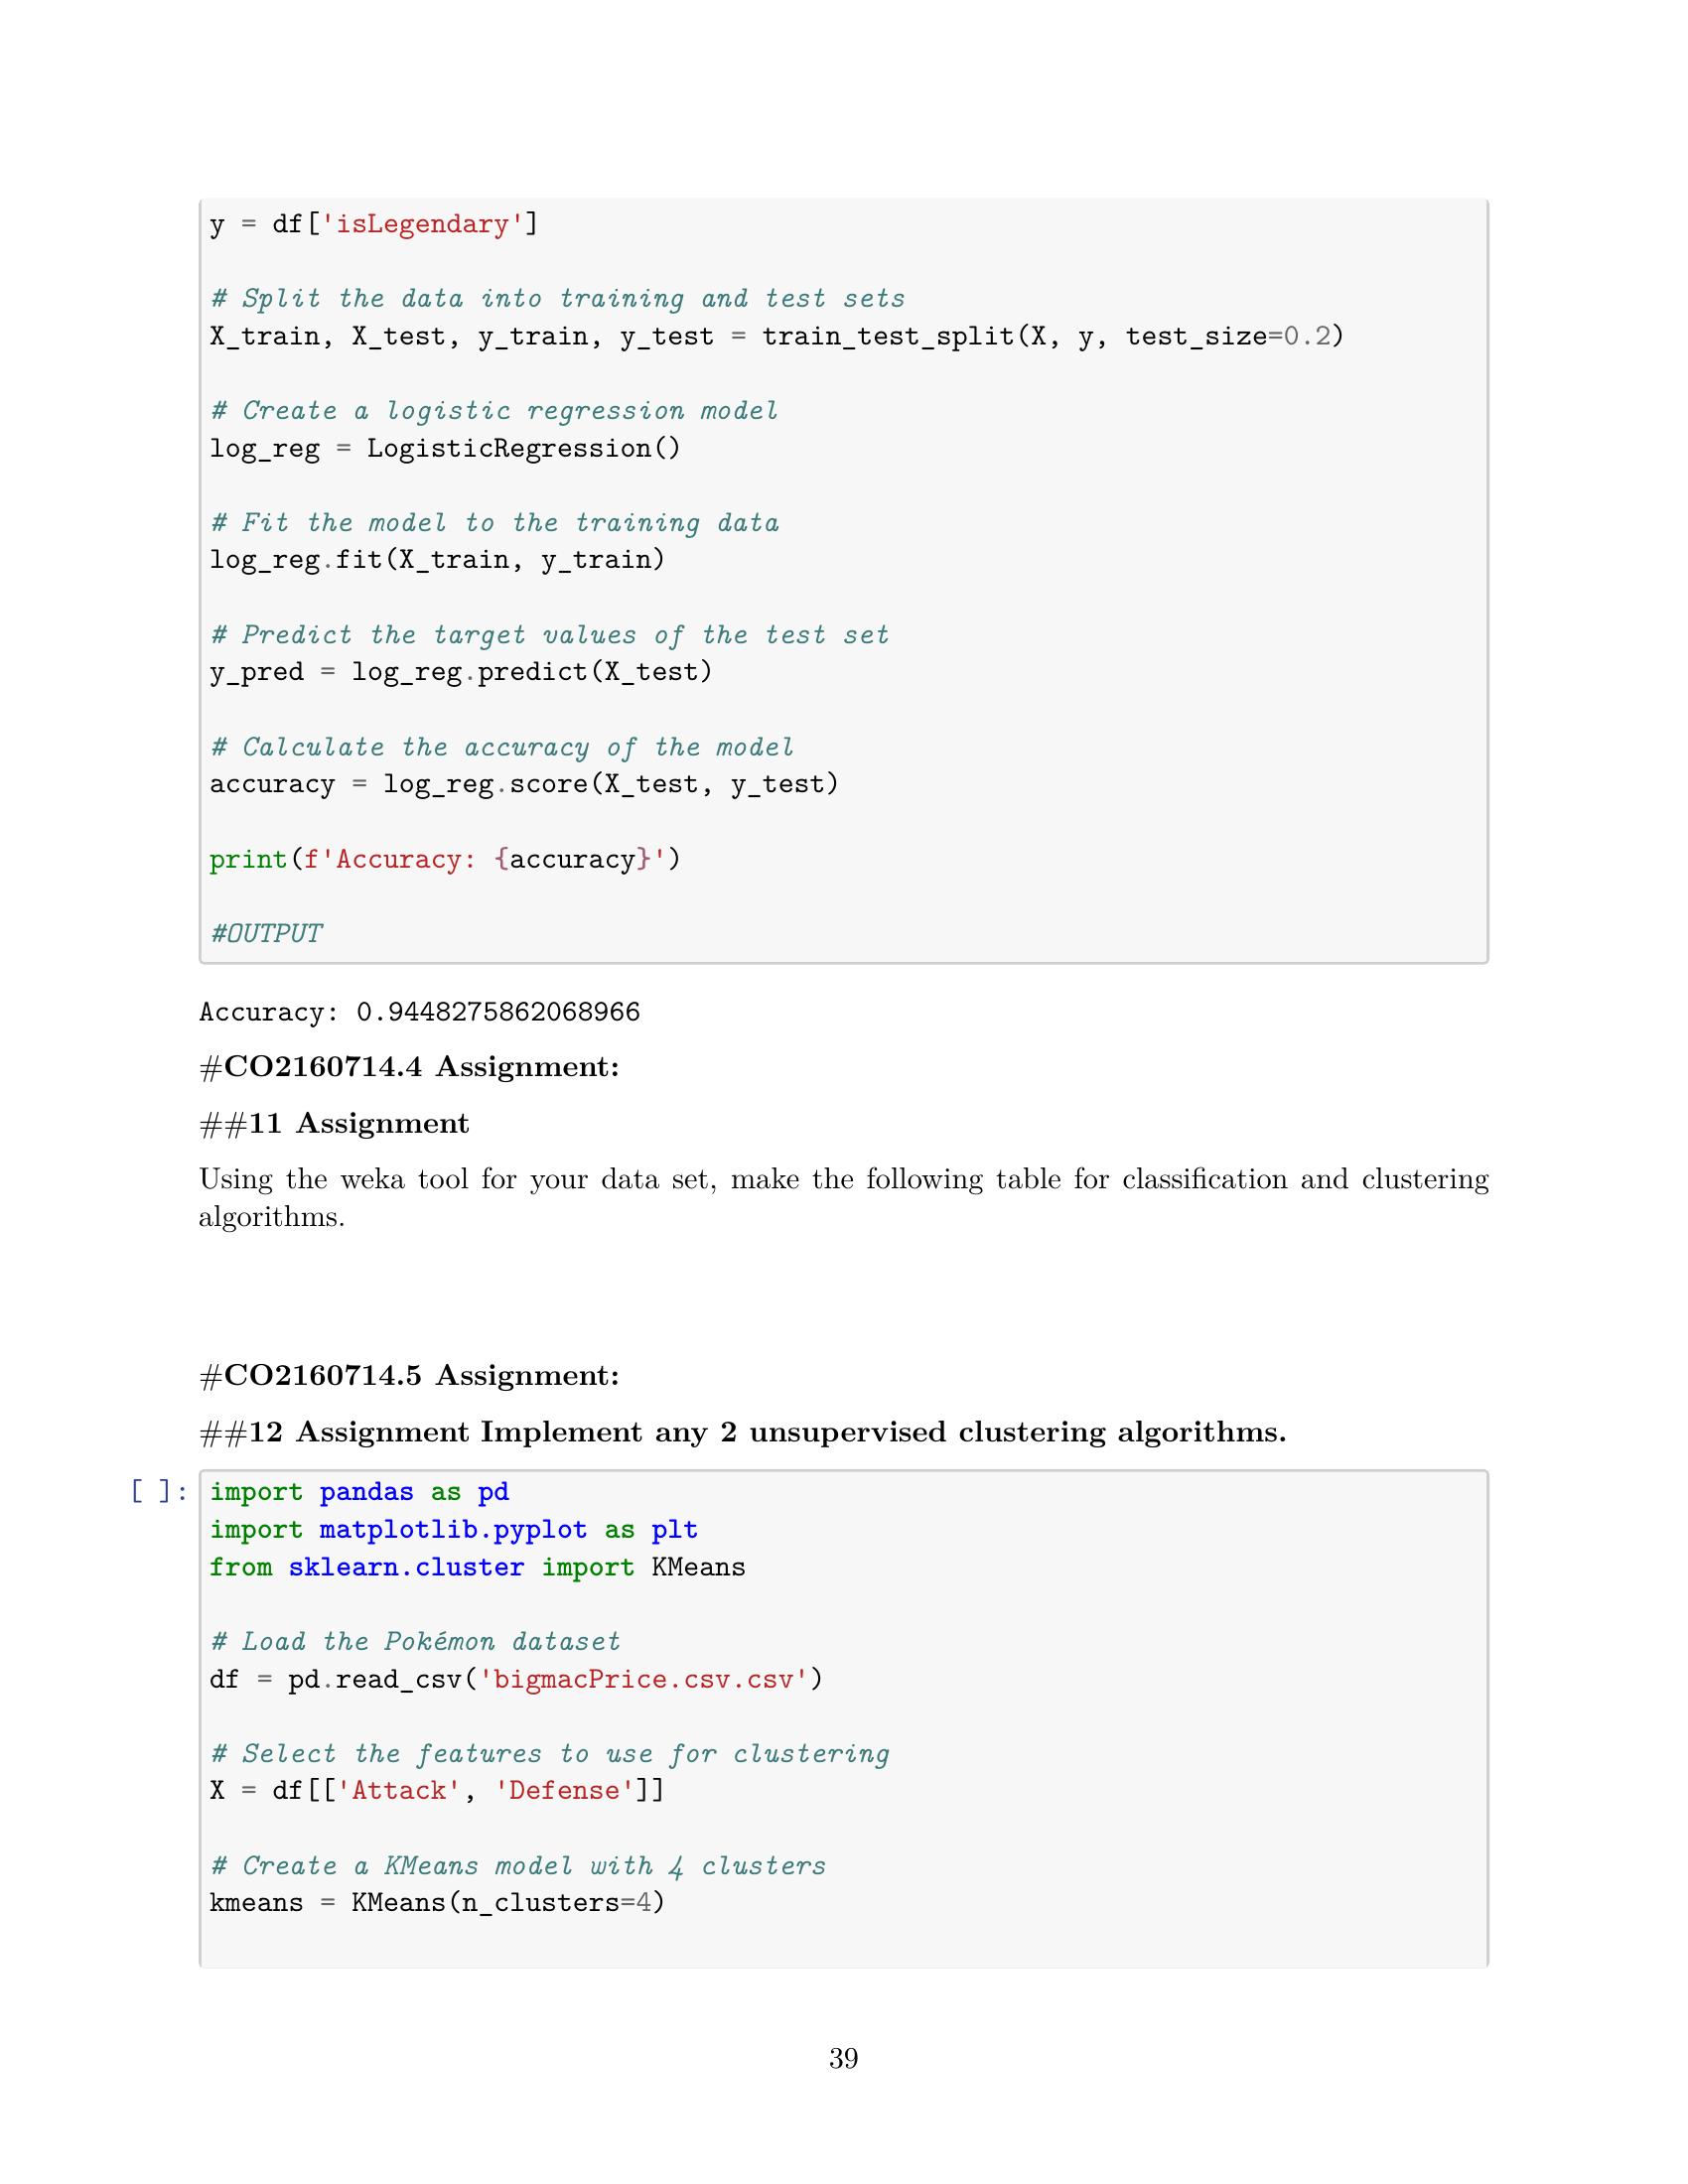 y = df['isLegendary']
# Split the data into training and test sets
X_train, X_test, y_train, y_test = train_test_split(X, y, test_size=0.2)
# Create a logistic regression model
log_reg = LogisticRegression()
# Fit the model to the training data
log_reg.fit(X_train, y_train)
# Predict the target values of the test set
y_pred = log_reg.predict(X_test)
# Calculate the accuracy of the model
accuracy = log_reg.score(X_test, y_test)
print(f'Accuracy: {accuracy}')
#OUTPUT
Accuracy: 0.9448275862068966
#CO2160714.4 Assignment:
##11 Assignment
Using the weka tool for your data set, make the following table for classification and clustering
algorithms.
#CO2160714.5 Assignment:
##12 Assignment Implement any 2 unsupervised clustering algorithms.
[ ]: import pandas as pd
import matplotlib.pyplot as plt
from sklearn.cluster import KMeans
# Load the Pokémon dataset
df = pd.read_csv('bigmacPrice.csv.csv')
# Select the features to use for clustering
X = df[['Attack', 'Defense']]
# Create a KMeans model with 4 clusters
kmeans = KMeans(n_clusters=4)
39